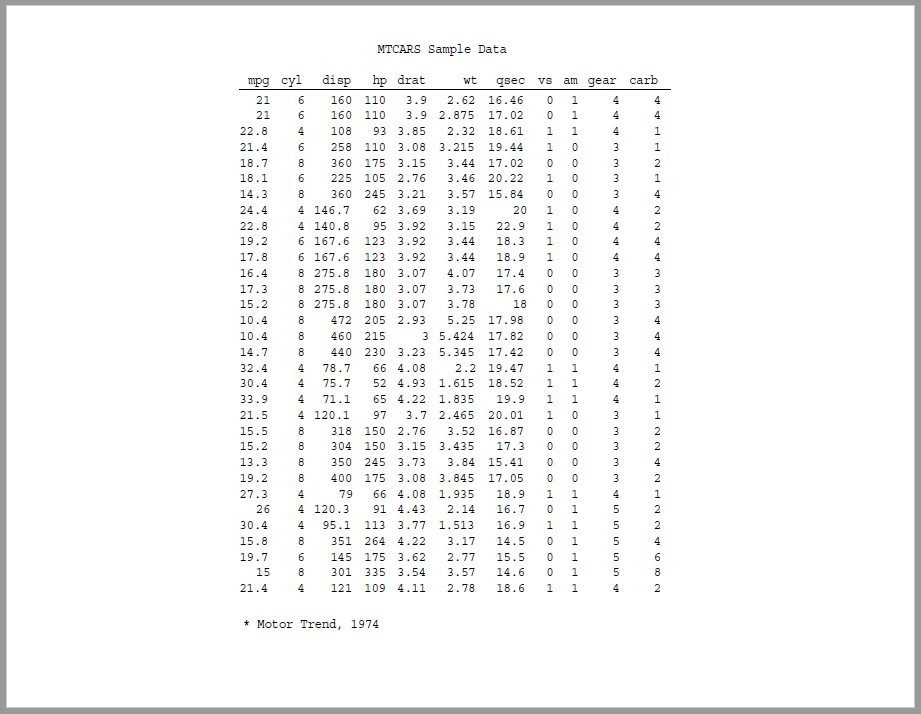 MTCARS Sample Data
mpg cyl disp hp drat wt qsec vs am gear carb
21 6 160 110 3.9 2.62 16.46 0 1 4 4
21 6 160 110 3.9 2.875 17.02 0 1 4 4
22.8 4 108 93 3.85 2.32 18.61 1 1 4 1
21.4 6 258 110 3.08 3.215 19.44 1 0 3 1
18.7 8 360 175 3.15 3.44 17.02 0 0 3 2
18.1 6 225 105 2.76 3.46 20.22 1 0 3 1
14.3 8 360 245 3.21 3.57 15.84 0 0 3 4
24.4 4 146.7 62 3.69 3.19 20 1 0 4 2
22.8 4 140.8 95 3.92 3.15 22.9 1 0 4 2
19.2 6 167.6 123 3.92 3.44 18.3 1 0 4 4
17.8 6 167.6 123 3.92 3.44 18.9 1 0 4 4
16.4 8 275.8 180 3.07 4.07 17.4 0 0 3 3
17.3 8 275.8 180 3.07 3.73 17.6 0 0 3 3
15.2 8 275.8 180 3.07 3.78 18 0 0 3 3
10.4 8 472 205 2.93 5.25 17.98 0 0 3 4
10.4 8 460 215 3 5.424 17.82 0 0 3 4
14.7 8 440 230 3.23 5.345 17.42 0 0 3 4
32.4 4 78.7 66 4.08 2.2 19.47 1 1 4 1
30.4 4 75.7 52 4.93 1.615 18.52 1 1 4 2
33.9 4 71.1 65 4.22 1.835 19.9 1 1 4 1
21.5 4 120.1 97 3.7 2.465 20.01 1 0 3 1
15.5 8 318 150 2.76 3.52 16.87 0 0 3 2
15.2 8 304 150 3.15 3.435 17.3 0 0 3 2
13.3 8 350 245 3.73 3.84 15.41 0 0 3 4
19.2 8 400 175 3.08 3.845 17.05 0 0 3 2
27.3 4 79 66 4.08 1.935 18.9 1 1 4 1
26 4 120.3 91 4.43 2.14 16.7 0 1 5 2
30.4 4 95.1 113 3.77 1.513 16.9 1 1 5 2
15.8 8 351 264 4.22 3.17 14.5 0 1 5 4
19.7 6 145 175 3.62 2.77 15.5 0 1 5 6
15 8 301 335 3.54 3.57 14.6 0 1 5 8
21.4 4 121 109 4.11 2.78 18.6 1 1 4 2
* Motor Trend, 1974